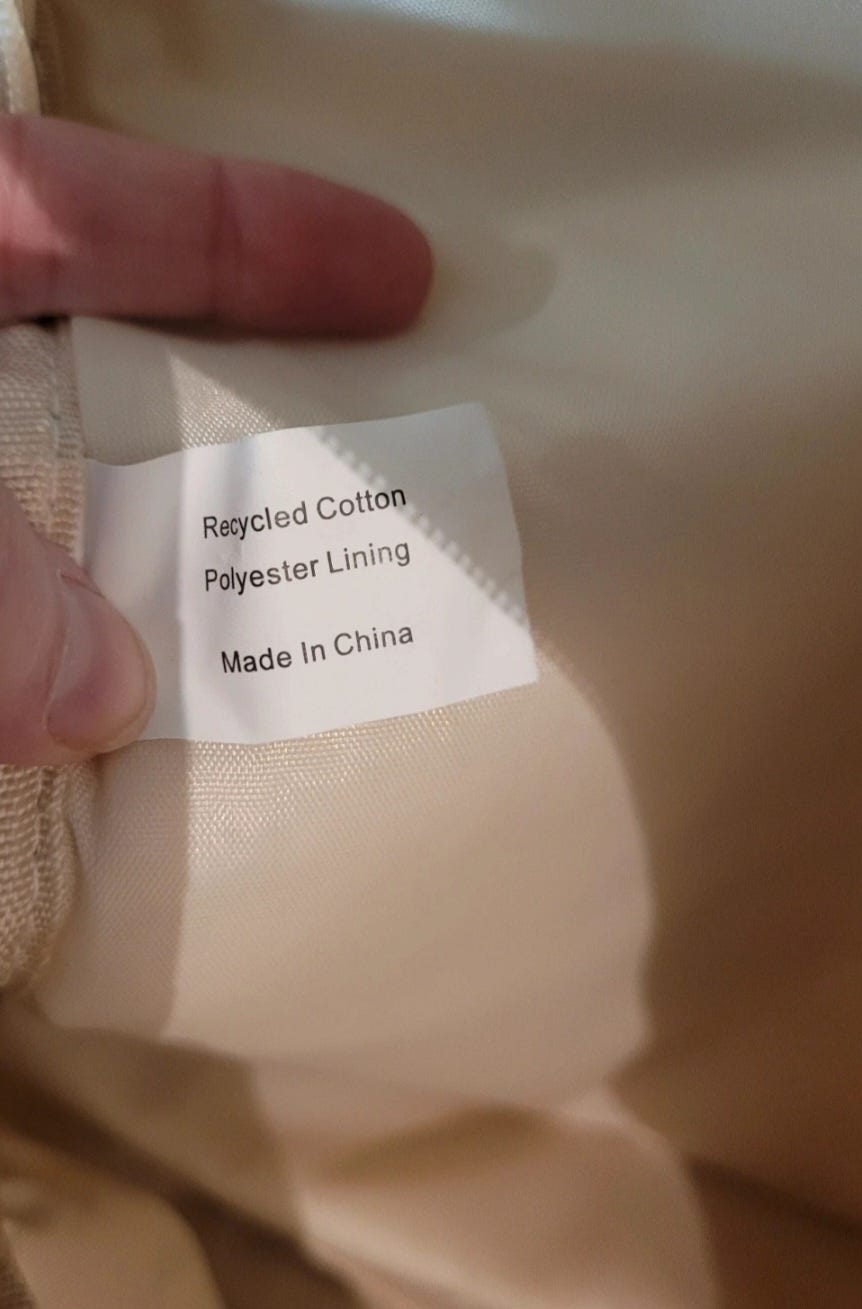 Recycled Cotton
Polyester Lining
Made In China